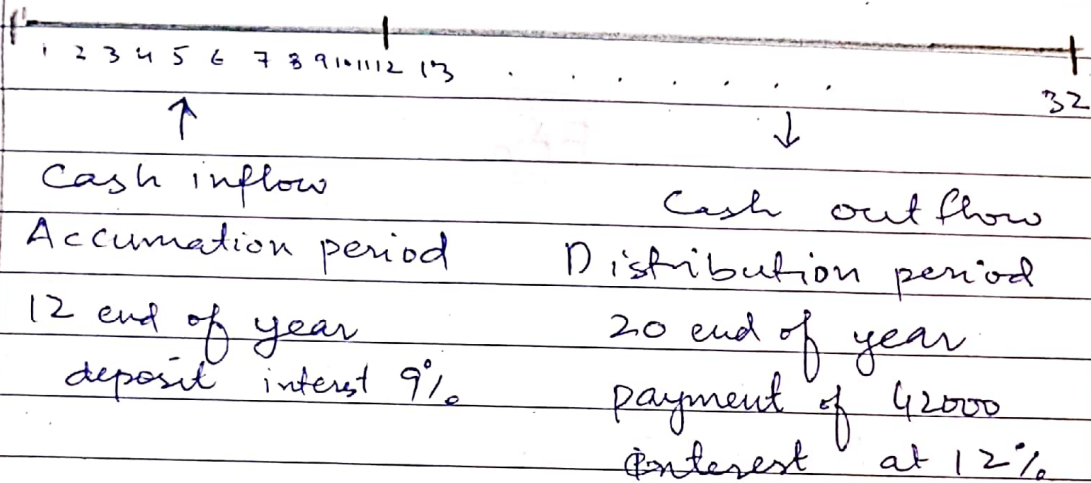 1 2 3 4 5 6 7 8 9 10 11 12 13 . . . . . . . 32
↑ ↓
Cash inflow Cash out flow
Accumation period Distribution period
12 end of year 20 end of year
deposit interest 9% payment of 42000
interest at 12%